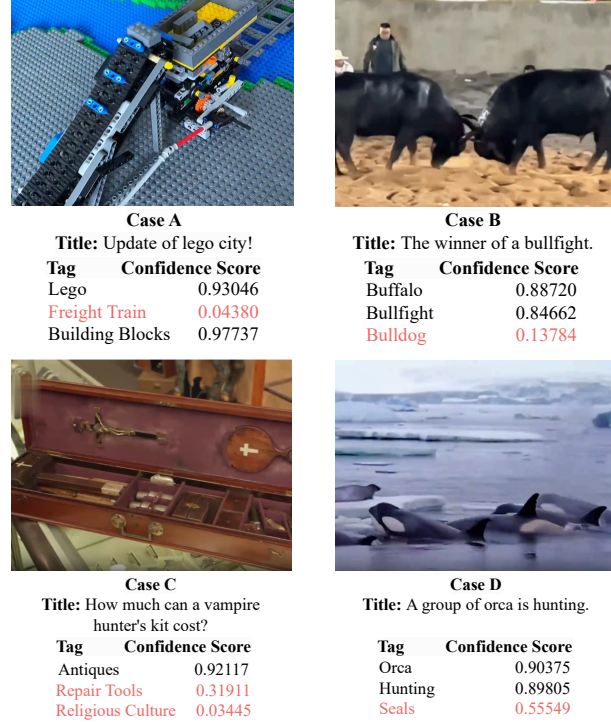 Case A
Title: Update of lego city!
Tag Confidence Score
Lego 0.93046
Freight Train 0.04380
Building Blocks 0.97737
Case B
Title: The winner of a bullfight.
Tag Confidence Score
Buffalo 0.88720
Bullfight 0.84662
Bulldog 0.13784
Case C
Title: How much can a vampire
hunter's kit cost?
Tag Confidence Score
Antiques 0.92117
Repair Tools 0.31911
Religious Culture 0.03445
Case D
Title: A group of orca is hunting.
Tag Confidence Score
Orca 0.90375
Hunting 0.89805
Seals 0.55549